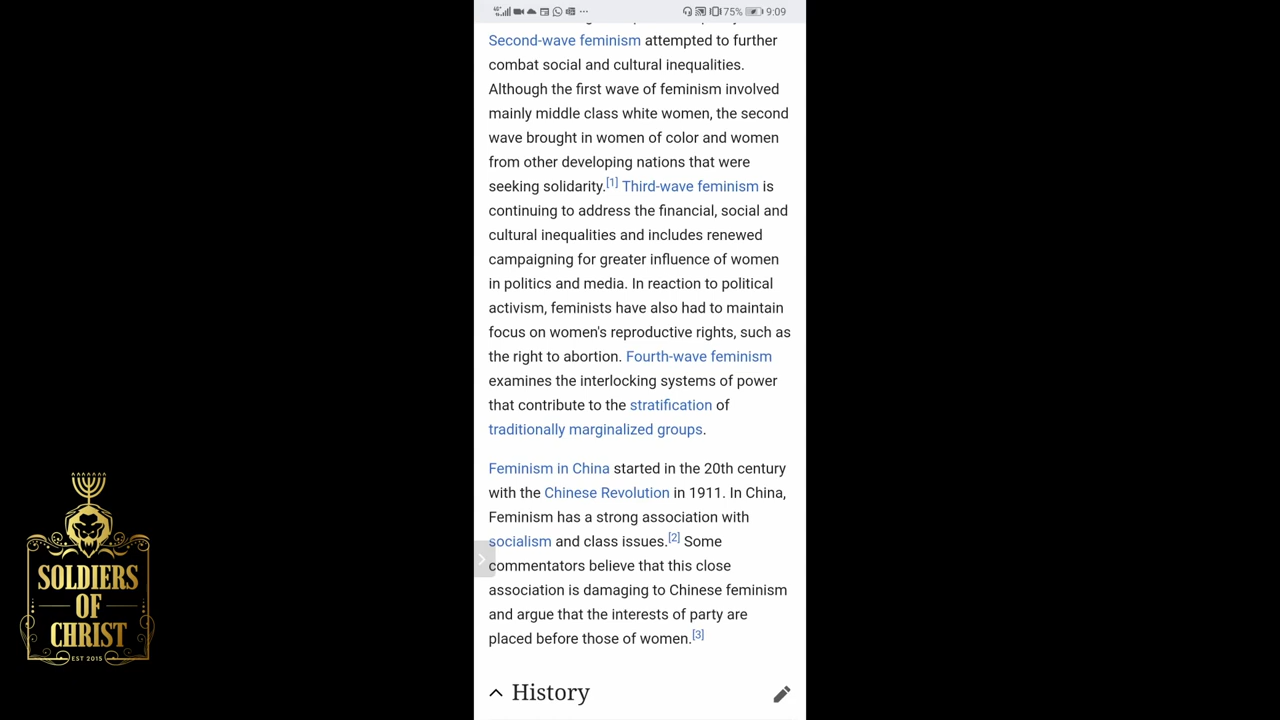 75% 9:09
Second-wave feminism attempted to further
combat social and cultural inequalities.
Although the first wave of feminism involved
mainly middle class white women, the second
wave brought in women of color and women
from other developing nations that were
seeking solidarity.[1] Third-wave feminism is
continuing to address the financial, social and
cultural inequalities and includes renewed
campaigning for greater influence of women
in politics and media. In reaction to political
activism, feminists have also had to maintain
focus on women's reproductive rights, such as
the right to abortion. Fourth-wave feminism
examines the interlocking systems of power
that contribute to the stratification of
traditionally marginalized groups.
Feminism in China started in the 20th century
with the Chinese Revolution in 1911. In China,
Feminism has a strong association with
socialism and class issues.[2] Some
commentators believe that this close
association is damaging to Chinese feminism
and argue that the interests of party are
placed before those of women.[3]
History
SOLDIERS
OF
CHRIST
EST 2015